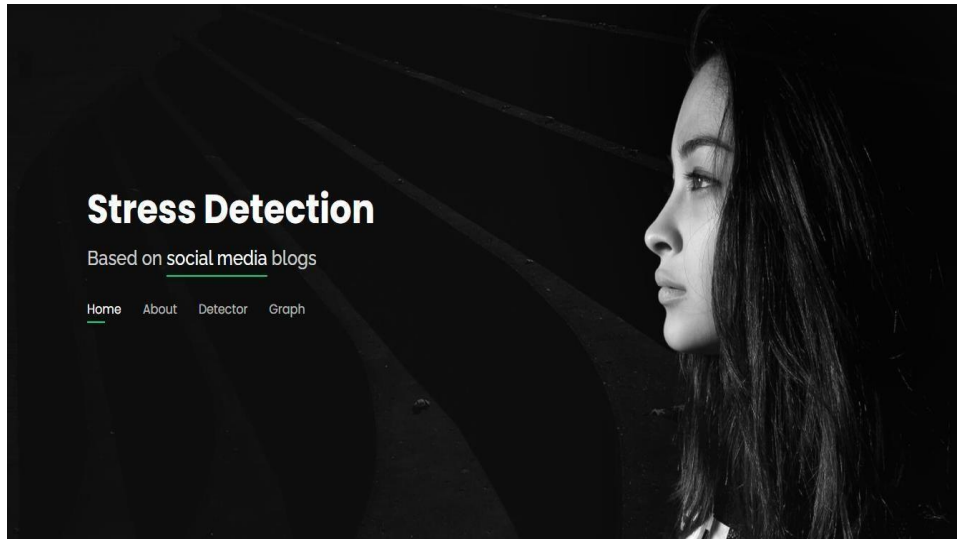 Stress Detection
Based on social media blogs
Home About Detector Graph